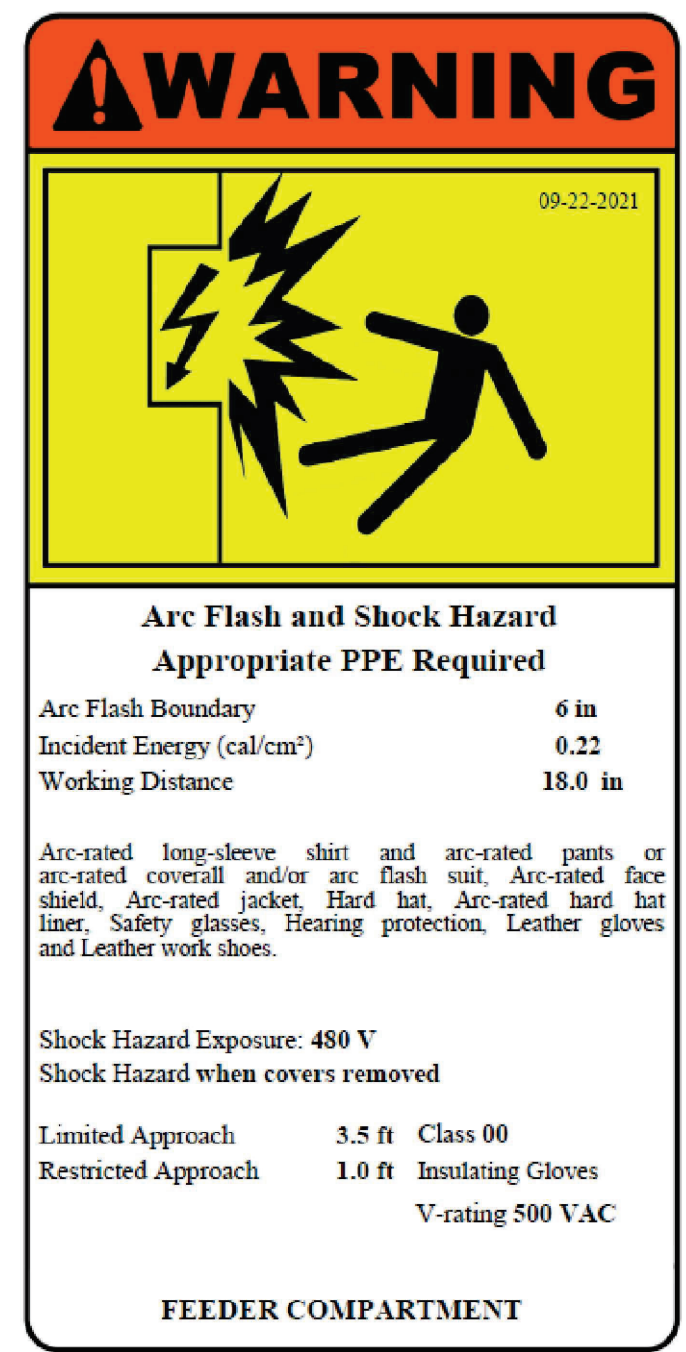 WARNING
09-22-2021
Arc Flash and Shock Hazard
Appropriate PPE Required
Arc Flash Boundary 6 in
Incident Energy (cal/cm²) 0.22
Working Distance 18.0 in
Arc-rated long-sleeve shirt and arc-rated pants or
arc-rated coverall and/or arc flash suit, Arc-rated face
shield, Arc-rated jacket, Hard hat, Arc-rated hard hat
liner, Safety glasses, Hearing protection, Leather gloves
and Leather work shoes.
Shock Hazard Exposure: 480 V
Shock Hazard when covers removed
Limited Approach 3.5 ft Class 00
Restricted Approach 1.0 ft Insulating Gloves
V-rating 500 VAC
FEEDER COMPARTMENT